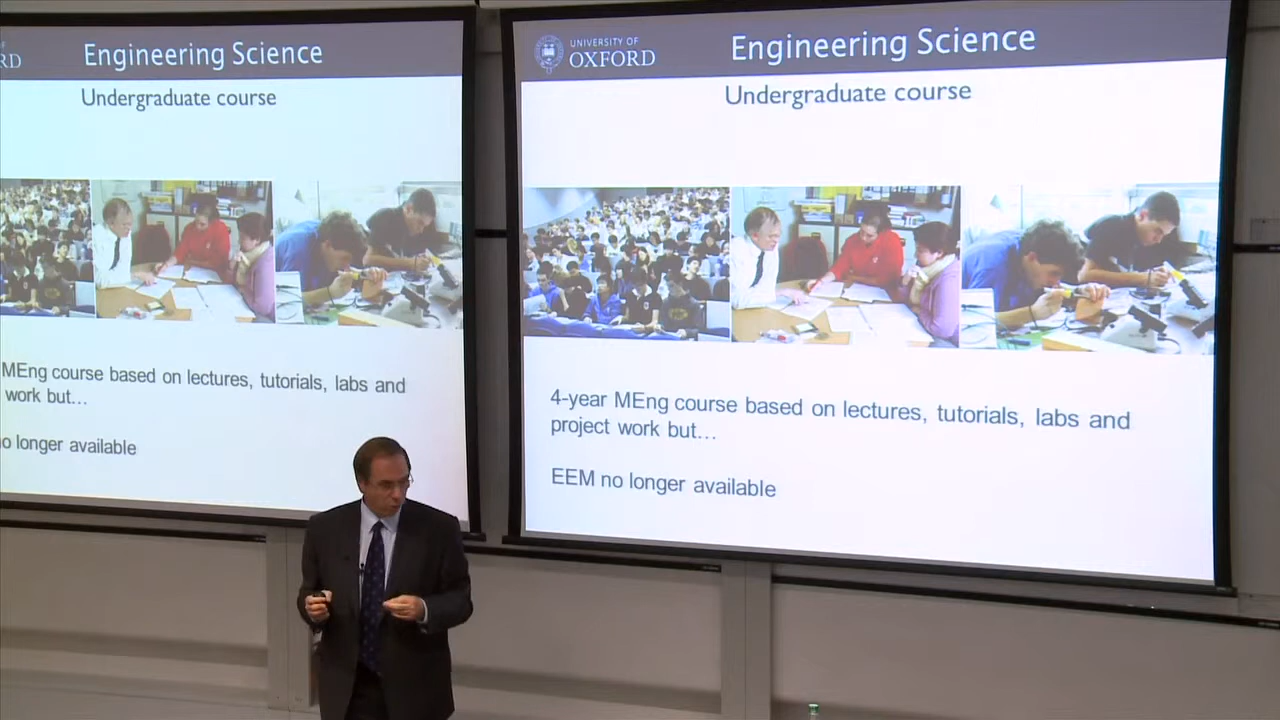 RD
Engineering Science
Undergraduate course
MEng course based on lectures, tutorials, labs and
work but...
no longer available
UNIVERSITY OF
OXFORD
Engineering Science
Undergraduate course
4-year MEng course based on lectures, tutorials, labs and
project work but...
EEM no longer available